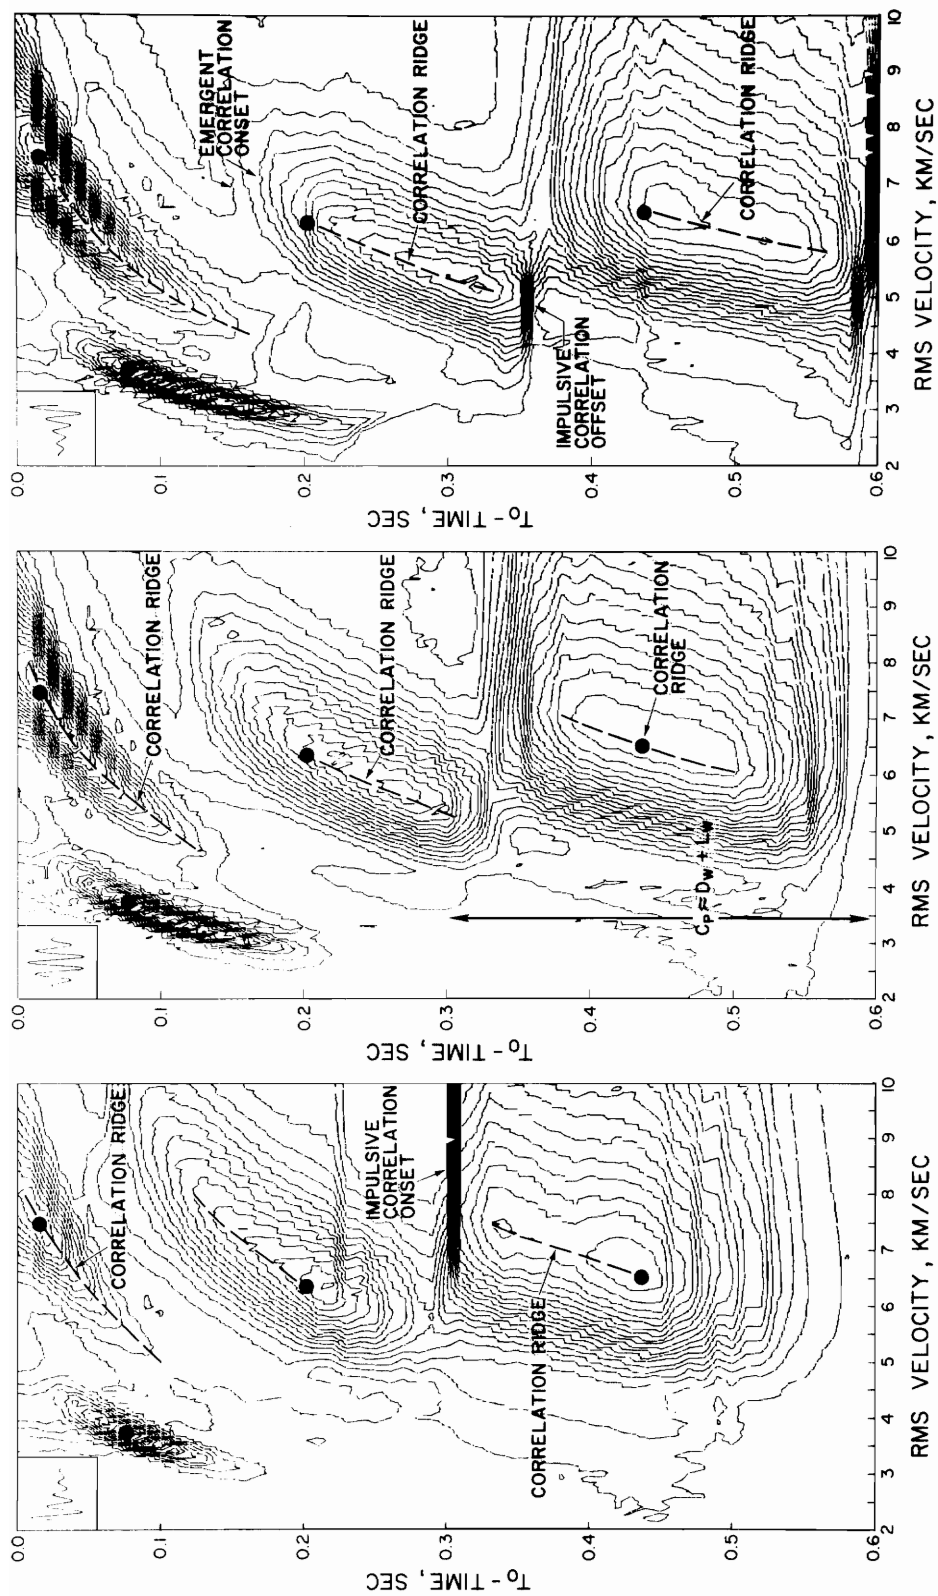 0.0
0.1
0.2
0.3
0.4
0.5
0.6
T₀ - TIME, SEC
2
3
4
5
6
7
8
9
10
RMS VELOCITY, KM/SEC
EMERGENT
CORRELATION
ONSET
CORRELATION RIDGE
CORRELATION RIDGE
IMPULSIVE
CORRELATION
OFFSET
0.0
0.1
0.2
0.3
0.4
0.5
0.6
T₀ - TIME, SEC
2
3
4
5
6
7
8
9
10
RMS VELOCITY, KM/SEC
CORRELATION RIDGE
CORRELATION RIDGE
CORRELATION
RIDGE
Cp ≈ Dw + Lw
0.0
0.1
0.2
0.3
0.4
0.5
0.6
T₀ - TIME, SEC
2
3
4
5
6
7
8
9
10
RMS VELOCITY, KM/SEC
CORRELATION RIDGE
IMPULSIVE
CORRELATION
ONSET
CORRELATION RIDGE